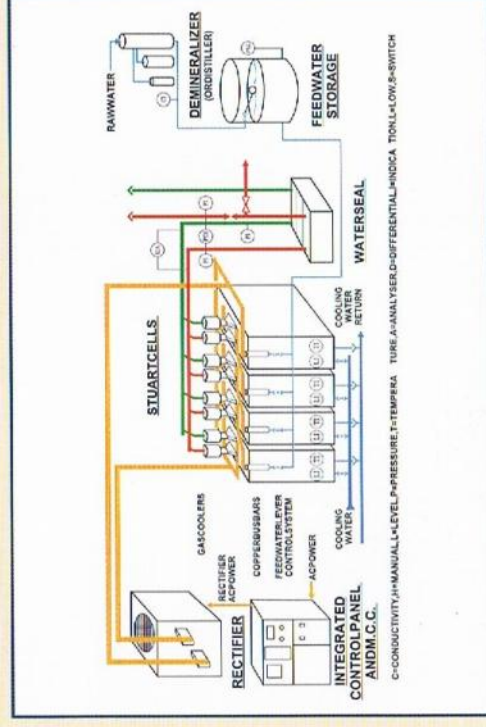 RAWWATER
DEMINERALIZER
(ORDISTILLER)
FEEDWATER
STORAGE
WATERSEAL
STUARTCELLS
GASCOOLERS
RECTIFIER
ACPOWER
COPPERBUSBARS
FEEDWATERLEVER
CONTROLSYSTEM
ACPOWER
RECTIFIER
INTEGRATED
CONTROLPANEL
ANDM.C.C.
COOLING
WATER
COOLING
WATER
RETURN
C=CONDUCTIVITY,H=MANUAL,L=LEVEL,P=PRESSURE,T=TEMPERA TURE,A=ANALYSER,D=DIFFERENTIAL,I=INDICA TION,L=LOW,S=SWITCH